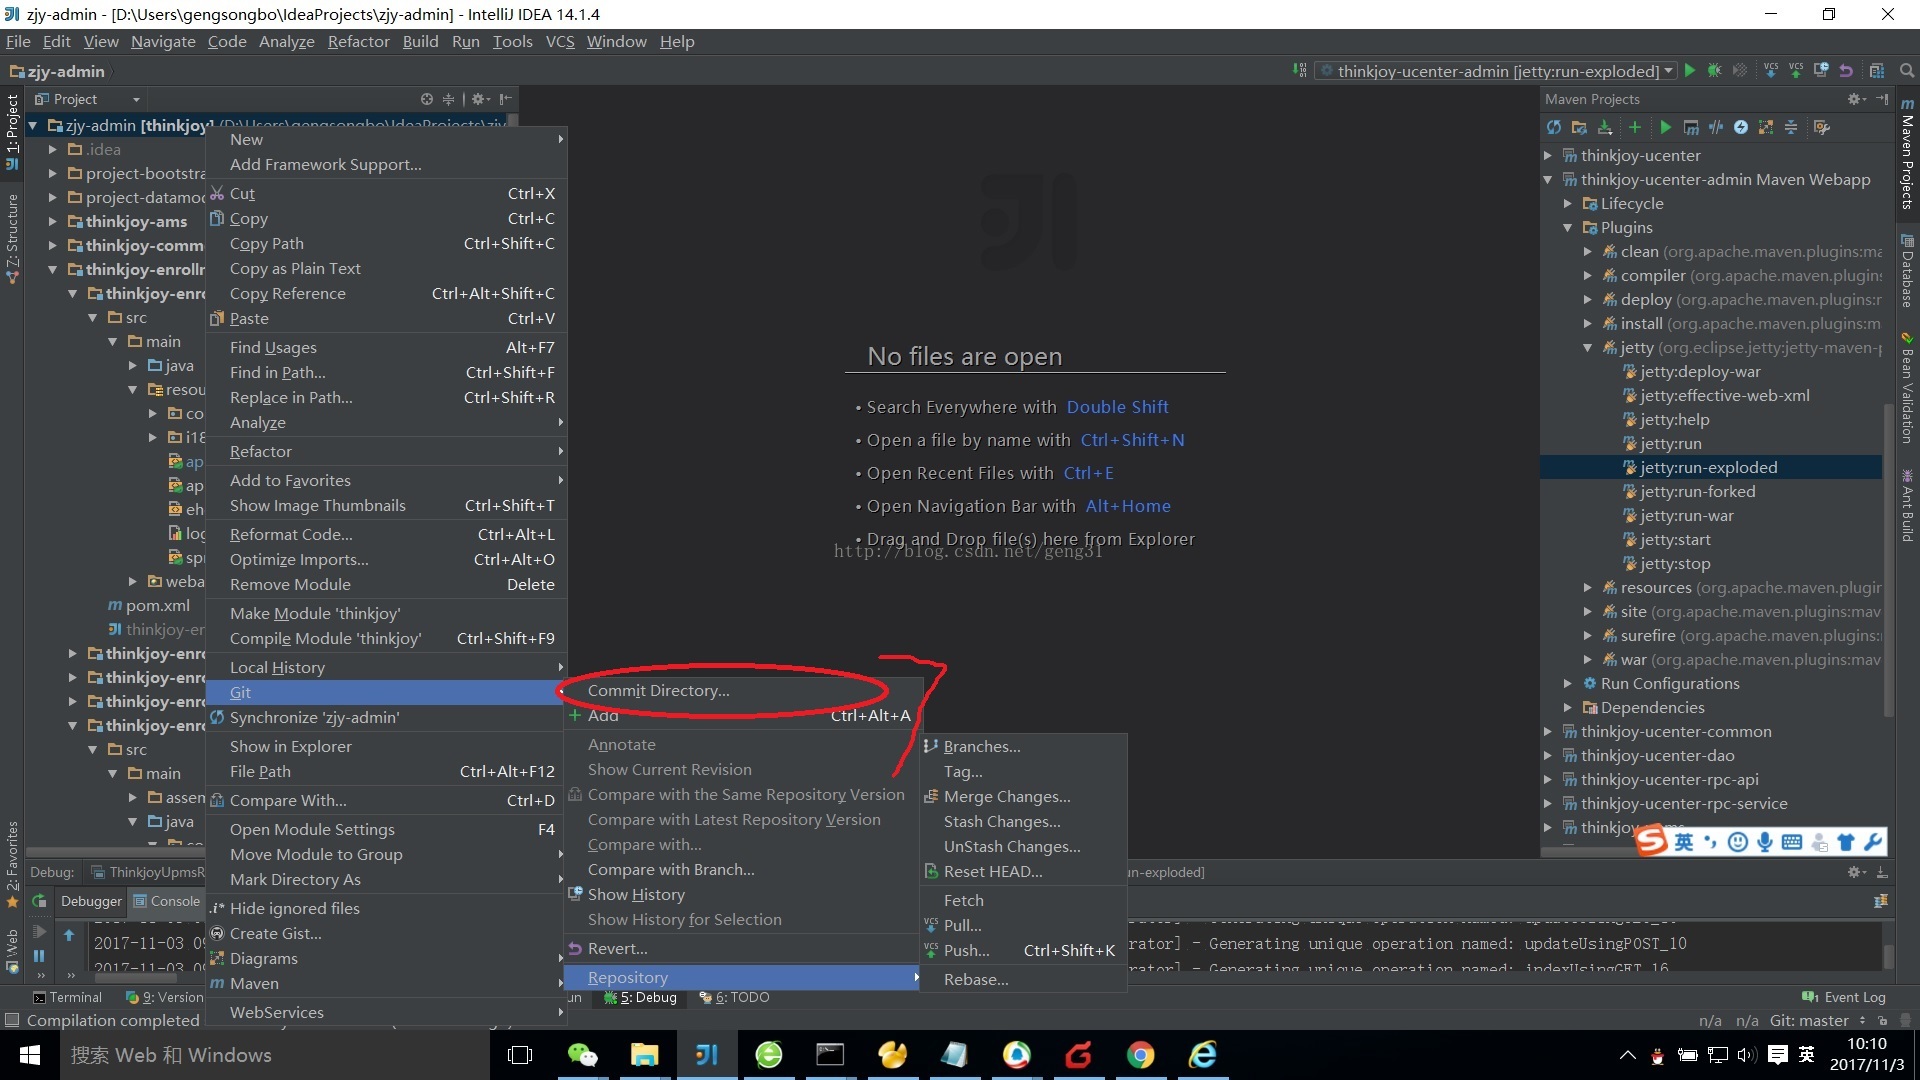 zjy-admin - [D:\Users\gengsongbo\IdeaProjects\zjy-admin] - IntelliJ IDEA 14.1.4
File Edit View Navigate Code Analyze Refactor Build Run Tools VCS Window Help
zjy-admin
thinkjoy-ucenter-admin [jetty:run-exploded]
1: Project
Z: Structure
2: Favorites
Web
Project
zjy-admin [thinkjoy] (D:\Users\gengsongbo\IdeaProjects\zjy
.idea
project-bootstra
project-datamod
thinkjoy-ams
thinkjoy-comm
thinkjoy-enrolln
thinkjoy-enro
src
main
java
resou
co
i18
ap
ap
eh
log
spr
weba
pom.xml
thinkjoy-er
thinkjoy-enro
thinkjoy-enro
thinkjoy-enro
thinkjoy-enro
src
main
assem
java
New
Add Framework Support...
Cut Ctrl+X
Copy Ctrl+C
Copy Path Ctrl+Shift+C
Copy as Plain Text
Copy Reference Ctrl+Alt+Shift+C
Paste Ctrl+V
Find Usages Alt+F7
Find in Path... Ctrl+Shift+F
Replace in Path... Ctrl+Shift+R
Analyze
Refactor
Add to Favorites
Show Image Thumbnails Ctrl+Shift+T
Reformat Code... Ctrl+Alt+L
Optimize Imports... Ctrl+Alt+O
Remove Module Delete
Make Module 'thinkjoy'
Compile Module 'thinkjoy' Ctrl+Shift+F9
Local History
Git
Synchronize 'zjy-admin'
Show in Explorer
File Path Ctrl+Alt+F12
Compare With... Ctrl+D
Open Module Settings F4
Move Module to Group
Mark Directory As
Hide ignored files
Create Gist...
Diagrams
Maven
WebServices
Commit Directory...
Add Ctrl+Alt+A
Annotate
Show Current Revision
Compare with the Same Repository Version
Compare with Latest Repository Version
Compare with...
Compare with Branch...
Show History
Show History for Selection
Revert...
Repository
Branches...
Tag...
Merge Changes...
Stash Changes...
UnStash Changes...
Reset HEAD...
Fetch
Pull...
Push... Ctrl+Shift+K
Rebase...
No files are open
• Search Everywhere with Double Shift
• Open a file by name with Ctrl+Shift+N
• Open Recent Files with Ctrl+E
• Open Navigation Bar with Alt+Home
• Drag and Drop file(s) here from Explorer
http://blog.csdn.net/geng31
Maven Projects
thinkjoy-ucenter
thinkjoy-ucenter-admin Maven Webapp
Lifecycle
Plugins
clean (org.apache.maven.plugins:ma
compiler (org.apache.maven.plugins
deploy (org.apache.maven.plugins:r
install (org.apache.maven.plugins:m
jetty (org.eclipse.jetty:jetty-maven-p
jetty:deploy-war
jetty:effective-web-xml
jetty:help
jetty:run
jetty:run-exploded
jetty:run-forked
jetty:run-war
jetty:start
jetty:stop
resources (org.apache.maven.plugin
site (org.apache.maven.plugins:mav
surefire (org.apache.maven.plugins:
war (org.apache.maven.plugins:mav
Run Configurations
Dependencies
thinkjoy-ucenter-common
thinkjoy-ucenter-dao
thinkjoy-ucenter-rpc-api
thinkjoy-ucenter-rpc-service
英
Maven Projects
Database
Bean Validation
Ant Build
Debug: ThinkjoyUpmsR
un-exploded]
Debugger Console
2017-11-03 09
rator] - Generating unique operation named: updateUsingPOST_10
2017-11-03 09
rator] - Generating unique operation named: indexUsingGET_16
Terminal 9: Version un 5: Debug 6: TODO Event Log
Compilation completed n/a n/a Git: master
搜索 Web 和 Windows
英
10:10
2017/11/3